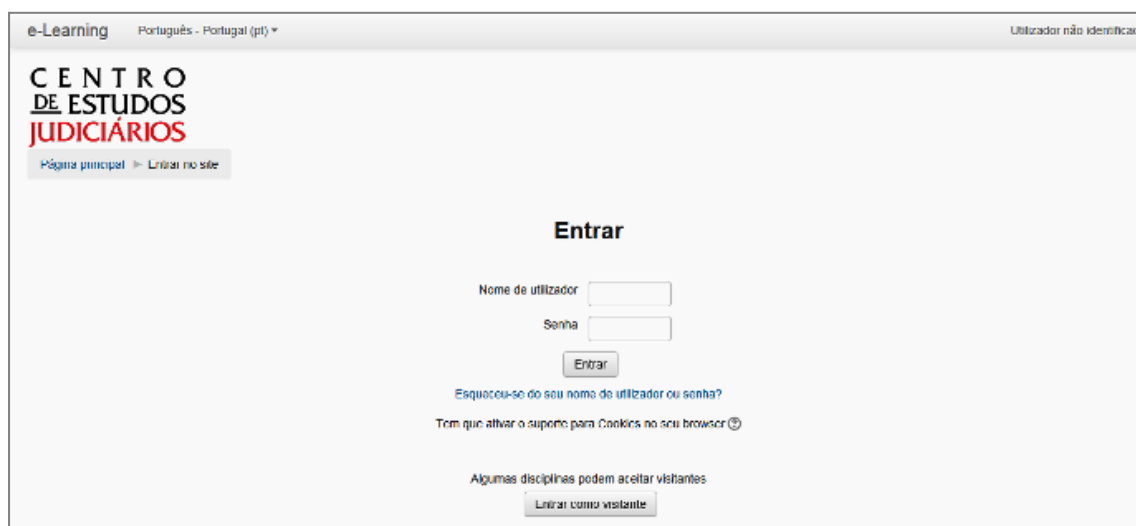 e-Learning Português - Portugal (pt) Utilizador não identificad
CENTRO
DE ESTUDOS
JUDICIÁRIOS
Página principal ► Entrar no site
Entrar
Nome de utilizador
Senha
Entrar
Esqueceu-se do seu nome de utilizador ou senha?
Tem que ativar o suporte para Cookies no seu browser
Algumas disciplinas podem aceitar visitantes
Entrar como visitante